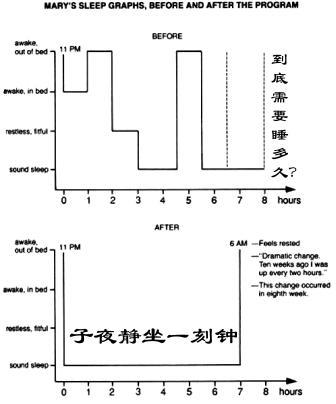 MARY'S SLEEP GRAPHS, BEFORE AND AFTER THE PROGRAM
BEFORE
awake,
out of bed
11 PM
awake, in bed
restless, fitful
sound sleep
到底需要睡多久?
0 1 2 3 4 5 6 7 8 hours
AFTER
awake,
out of bed
11 PM
6 AM
—Feels rested
—"Dramatic change.
Ten weeks ago I was
up every two hours."
—This change occurred
in eighth week.
awake, in bed
restless, fitful
子夜静坐一刻钟
sound sleep
0 1 2 3 4 5 6 7 8 hours